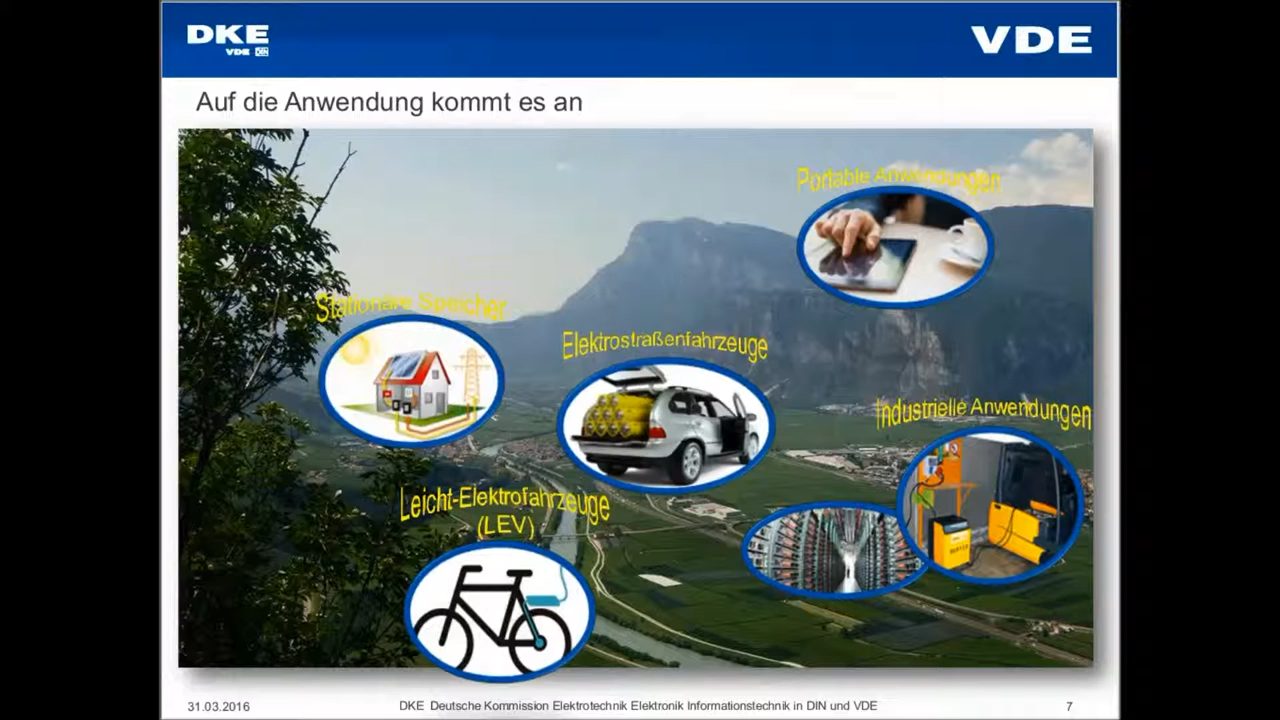 DKE
VDE DIN
VDE
Auf die Anwendung kommt es an
Portable Anwendungen
Stationäre Speicher
Elektrostraßenfahrzeuge
Industrielle Anwendungen
Leicht-Elektrofahrzeuge
(LEV)
31.03.2016
DKE Deutsche Kommission Elektrotechnik Elektronik Informationstechnik in DIN und VDE
7